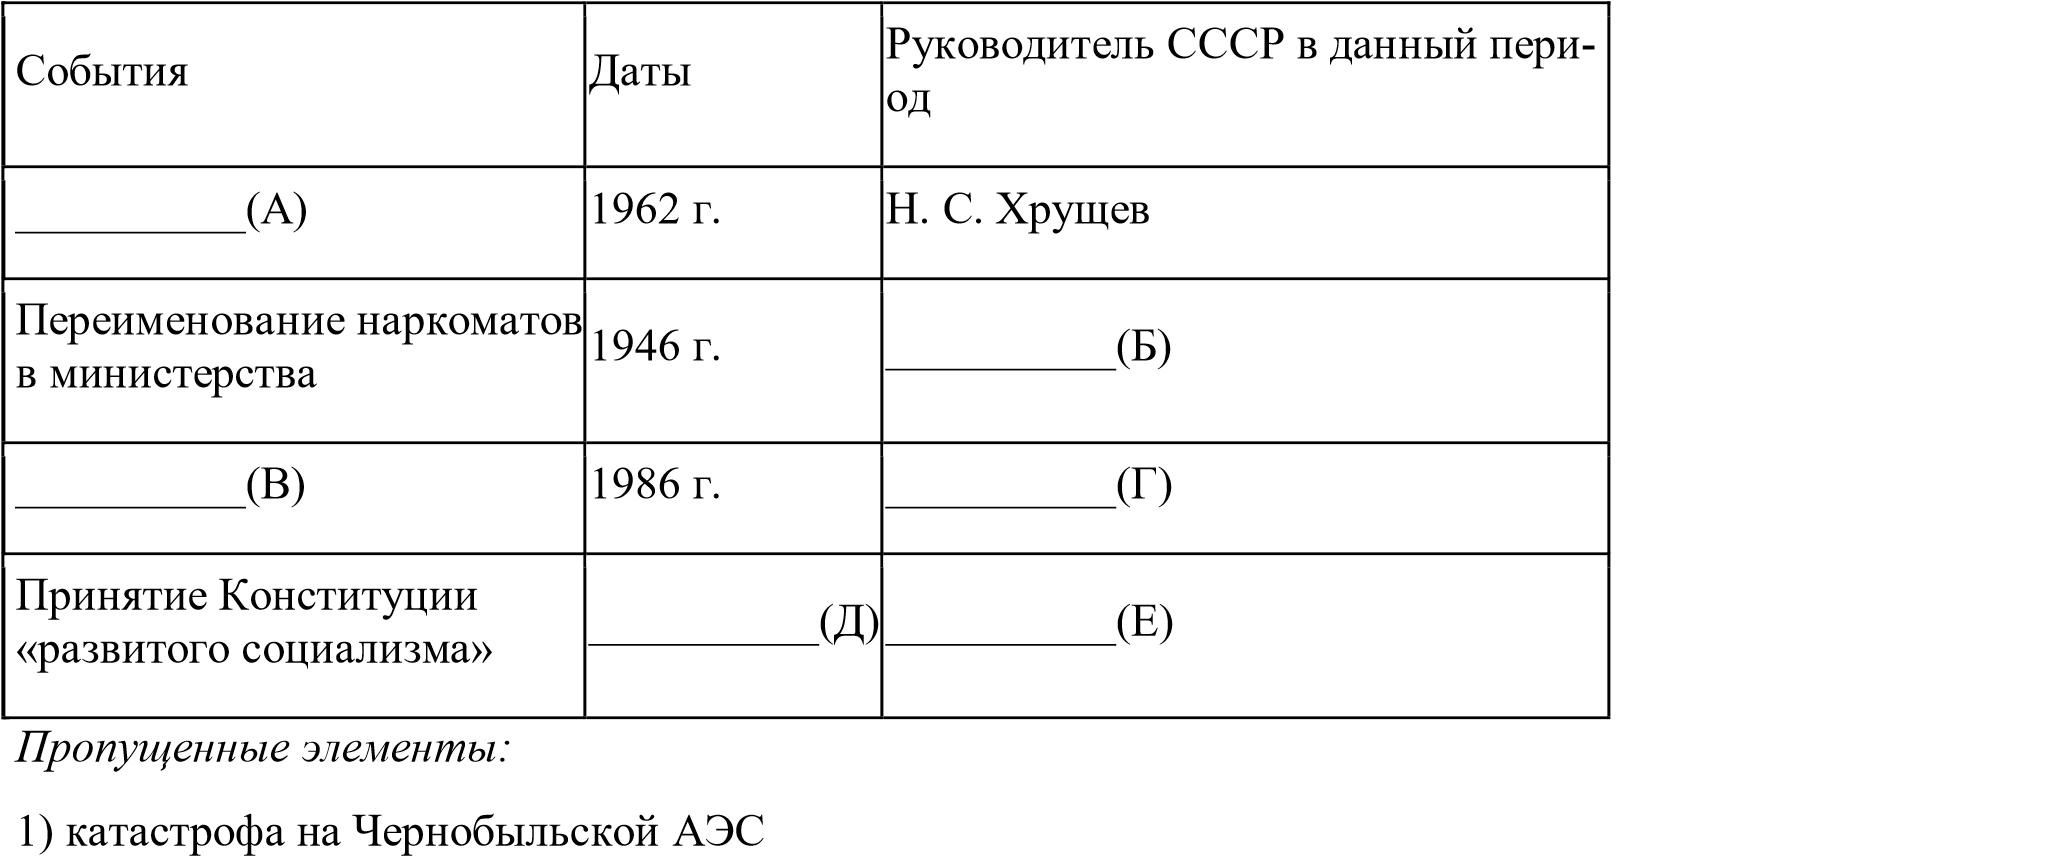 События
Даты
Руководитель СССР в данный пери-
од
__________(А)
1962 г.
Н. С. Хрущев
Переименование наркоматов
в министерства
1946 г.
__________(Б)
__________(В)
1986 г.
__________(Г)
Принятие Конституции
«развитого социализма»
__________(Д)
__________(Е)
Пропущенные элементы:
1) катастрофа на Чернобыльской АЭС